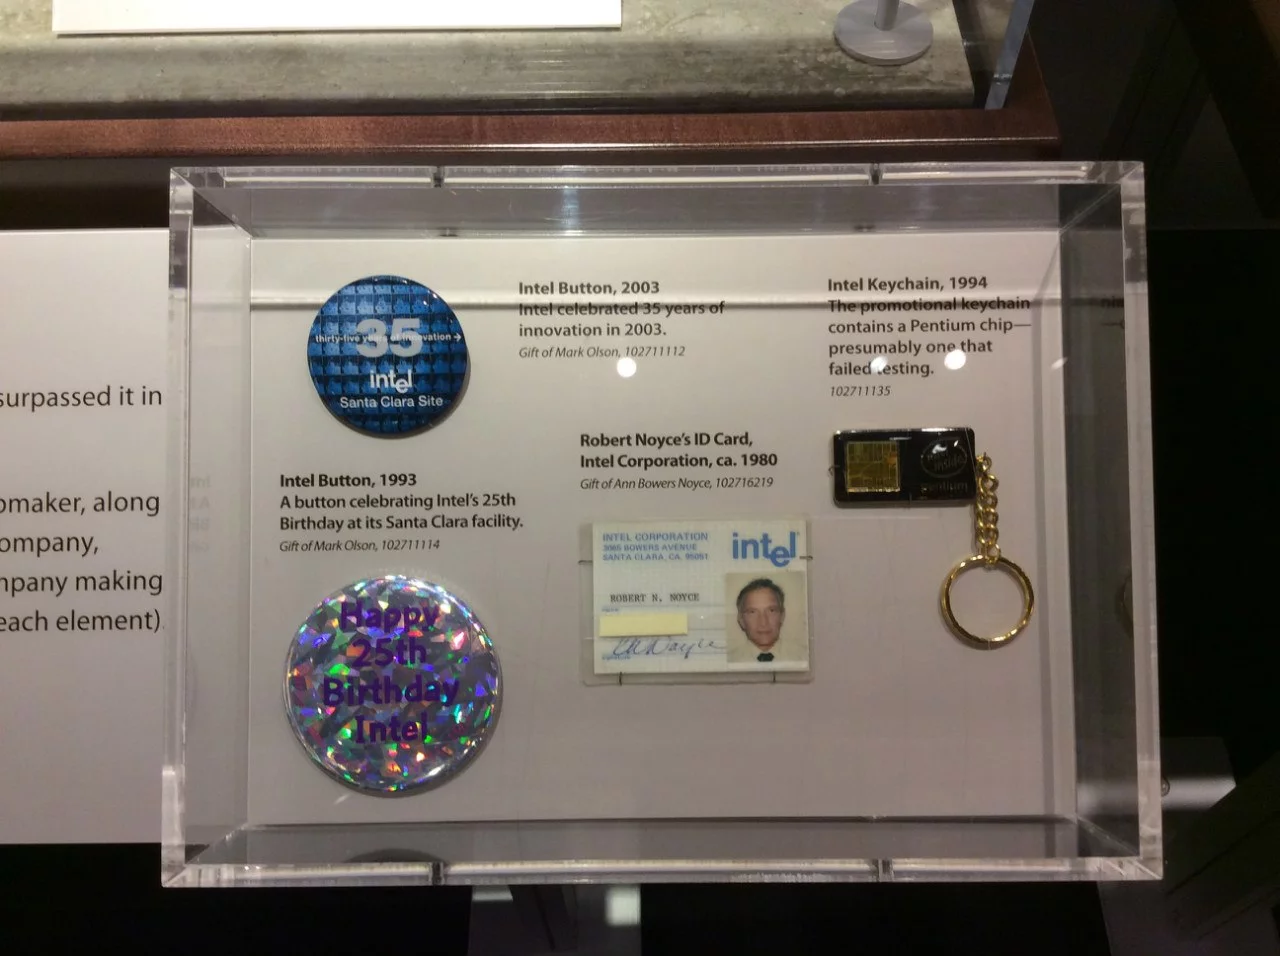 surpassed it in
omaker, along
ompany,
mpany making
each element)
35
thirty-five years of innovation
intel
Santa Clara Site
Intel Button, 2003
Intel celebrated 35 years of
innovation in 2003.
Gift of Mark Olson, 102711112
Intel Keychain, 1994
The promotional keychain
contains a Pentium chip—
presumably one that
failed testing.
102711135
Intel Button, 1993
A button celebrating Intel's 25th
Birthday at its Santa Clara facility.
Gift of Mark Olson, 102711114
Happy
25th
Birthday
Intel
Robert Noyce's ID Card,
Intel Corporation, ca. 1980
Gift of Ann Bowers Noyce, 102716219
INTEL CORPORATION
3065 BOWERS AVENUE
SANTA CLARA, CA. 95051
intel
ROBERT N. NOYCE
inside
pentium